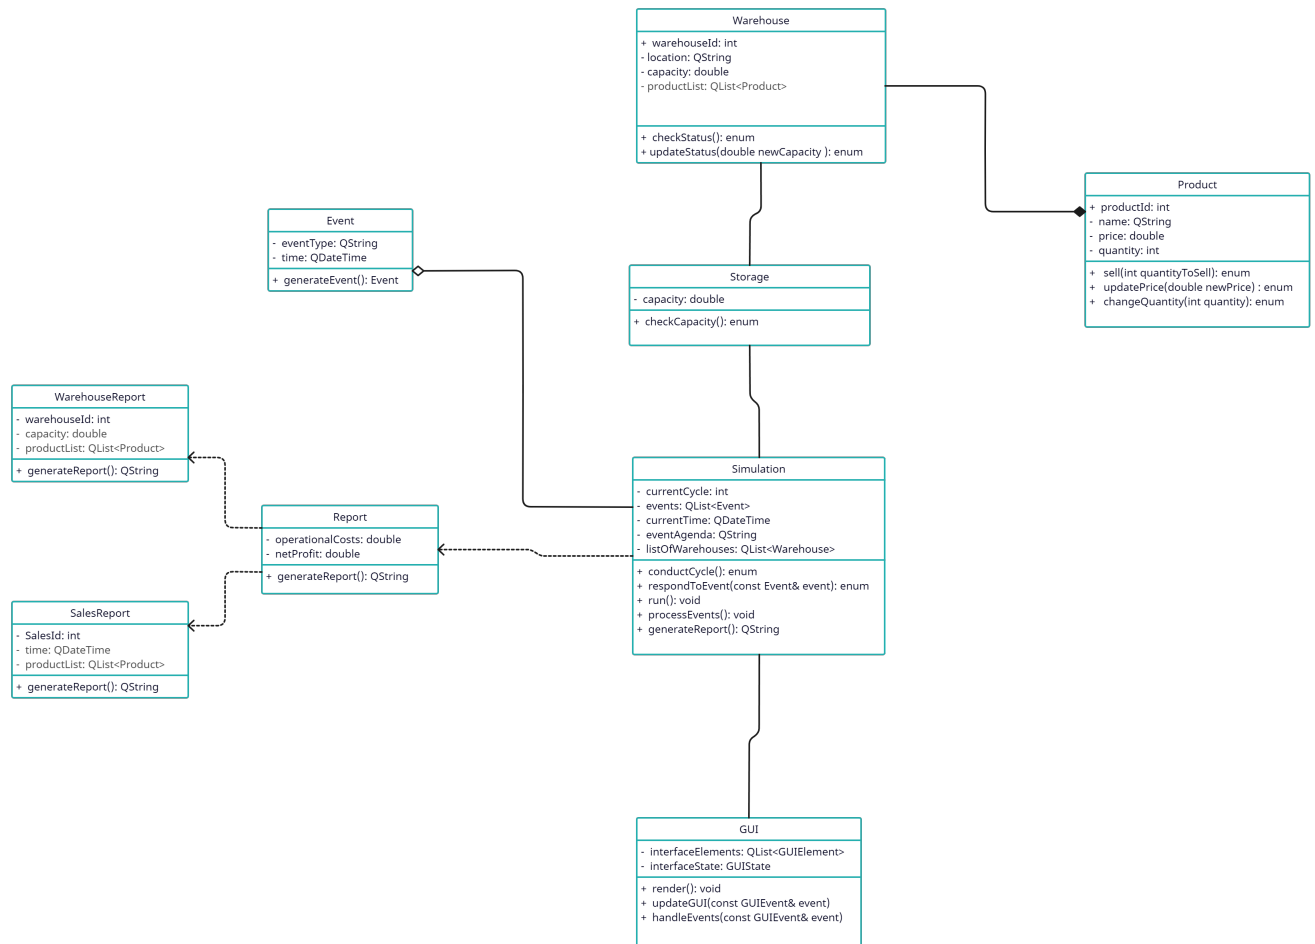 Warehouse
+ warehouseId: int
- location: QString
- capacity: double
- productList: QList<Product>
+ checkStatus(): enum
+ updateStatus(double newCapacity ): enum
Product
+ productId: int
- name: QString
- price: double
- quantity: int
+ sell(int quantityToSell): enum
+ updatePrice(double newPrice) : enum
+ changeQuantity(int quantity): enum
Event
- eventType: QString
- time: QDateTime
+ generateEvent(): Event
Storage
- capacity: double
+ checkCapacity(): enum
WarehouseReport
- warehouseId: int
- capacity: double
- productList: QList<Product>
+ generateReport(): QString
Simulation
- currentCycle: int
- events: QList<Event>
- currentTime: QDateTime
- eventAgenda: QString
- listOfWarehouses: QList<Warehouse>
+ conductCycle(): enum
+ respondToEvent(const Event& event): enum
+ run(): void
+ processEvents(): void
+ generateReport(): QString
Report
- operationalCosts: double
- netProfit: double
+ generateReport(): QString
SalesReport
- SalesId: int
- time: QDateTime
- productList: QList<Product>
+ generateReport(): QString
GUI
- interfaceElements: QList<GUIElement>
- interfaceState: GUIState
+ render(): void
+ updateGUI(const GUIEvent& event)
+ handleEvents(const GUIEvent& event)